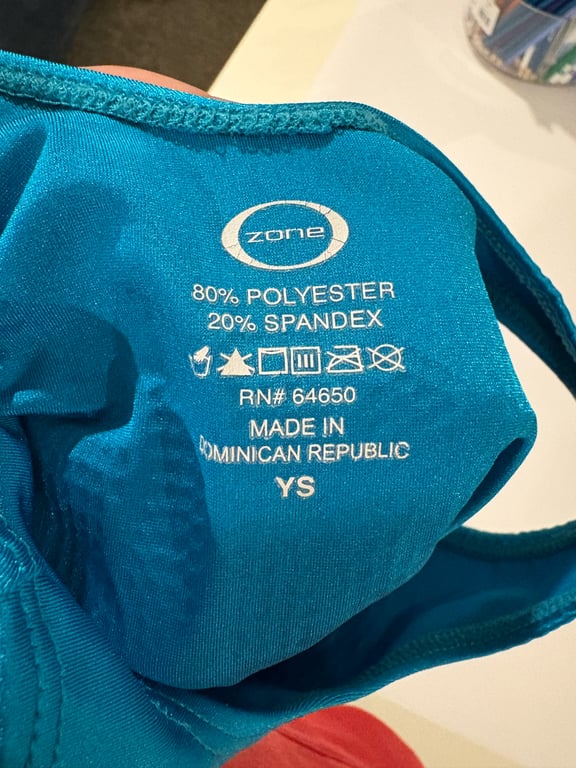 zone
80% POLYESTER
20% SPANDEX
RN# 64650
MADE IN
DOMINICAN REPUBLIC
YS